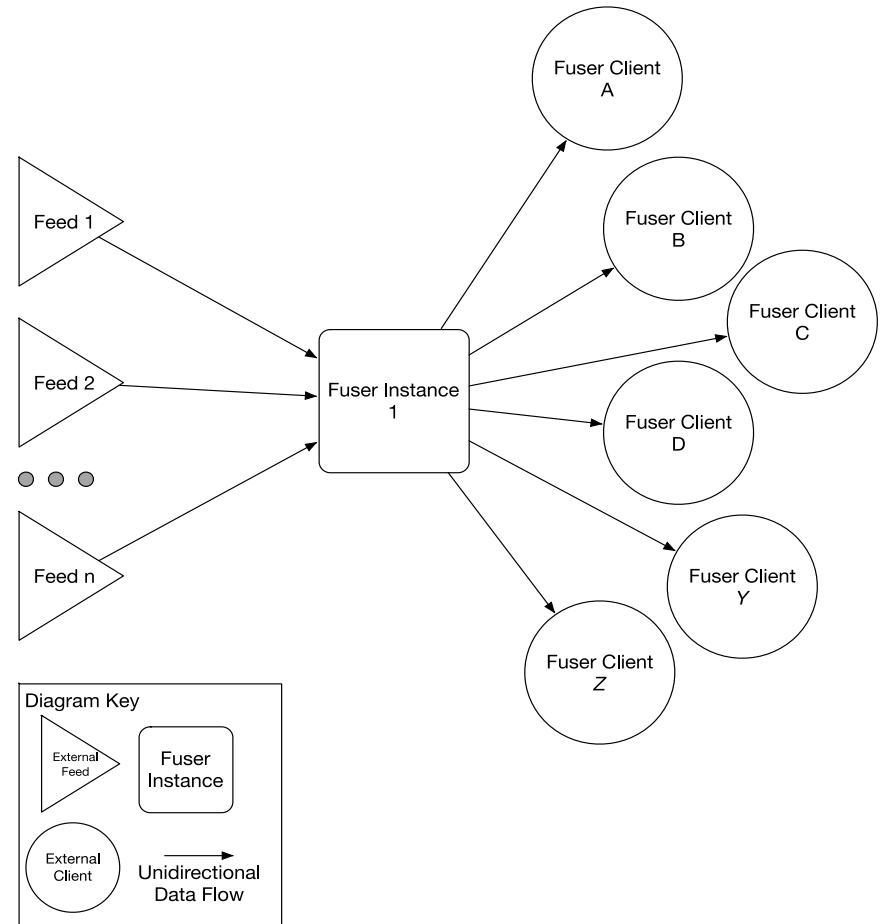 Fuser Client
A
Feed 1
Fuser Client
B
Fuser Client
C
Feed 2
Fuser Instance
1
Fuser Client
D
Feed n
Fuser Client
Y
Fuser Client
Z
Diagram Key
External
Feed
Fuser
Instance
External
Client
Unidirectional
Data Flow